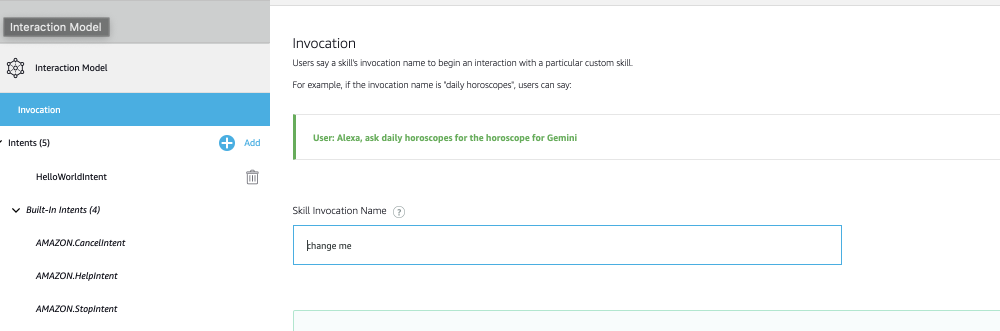 Interaction Model
Interaction Model
Invocation
Intents (5)
Add
HelloWorldIntent
Built-In Intents (4)
AMAZON.CancelIntent
AMAZON.HelpIntent
AMAZON.StopIntent
Invocation
Users say a skill's invocation name to begin an interaction with a particular custom skill.
For example, if the invocation name is "daily horoscopes", users can say:
User: Alexa, ask daily horoscopes for the horoscope for Gemini
Skill Invocation Name ?
change me